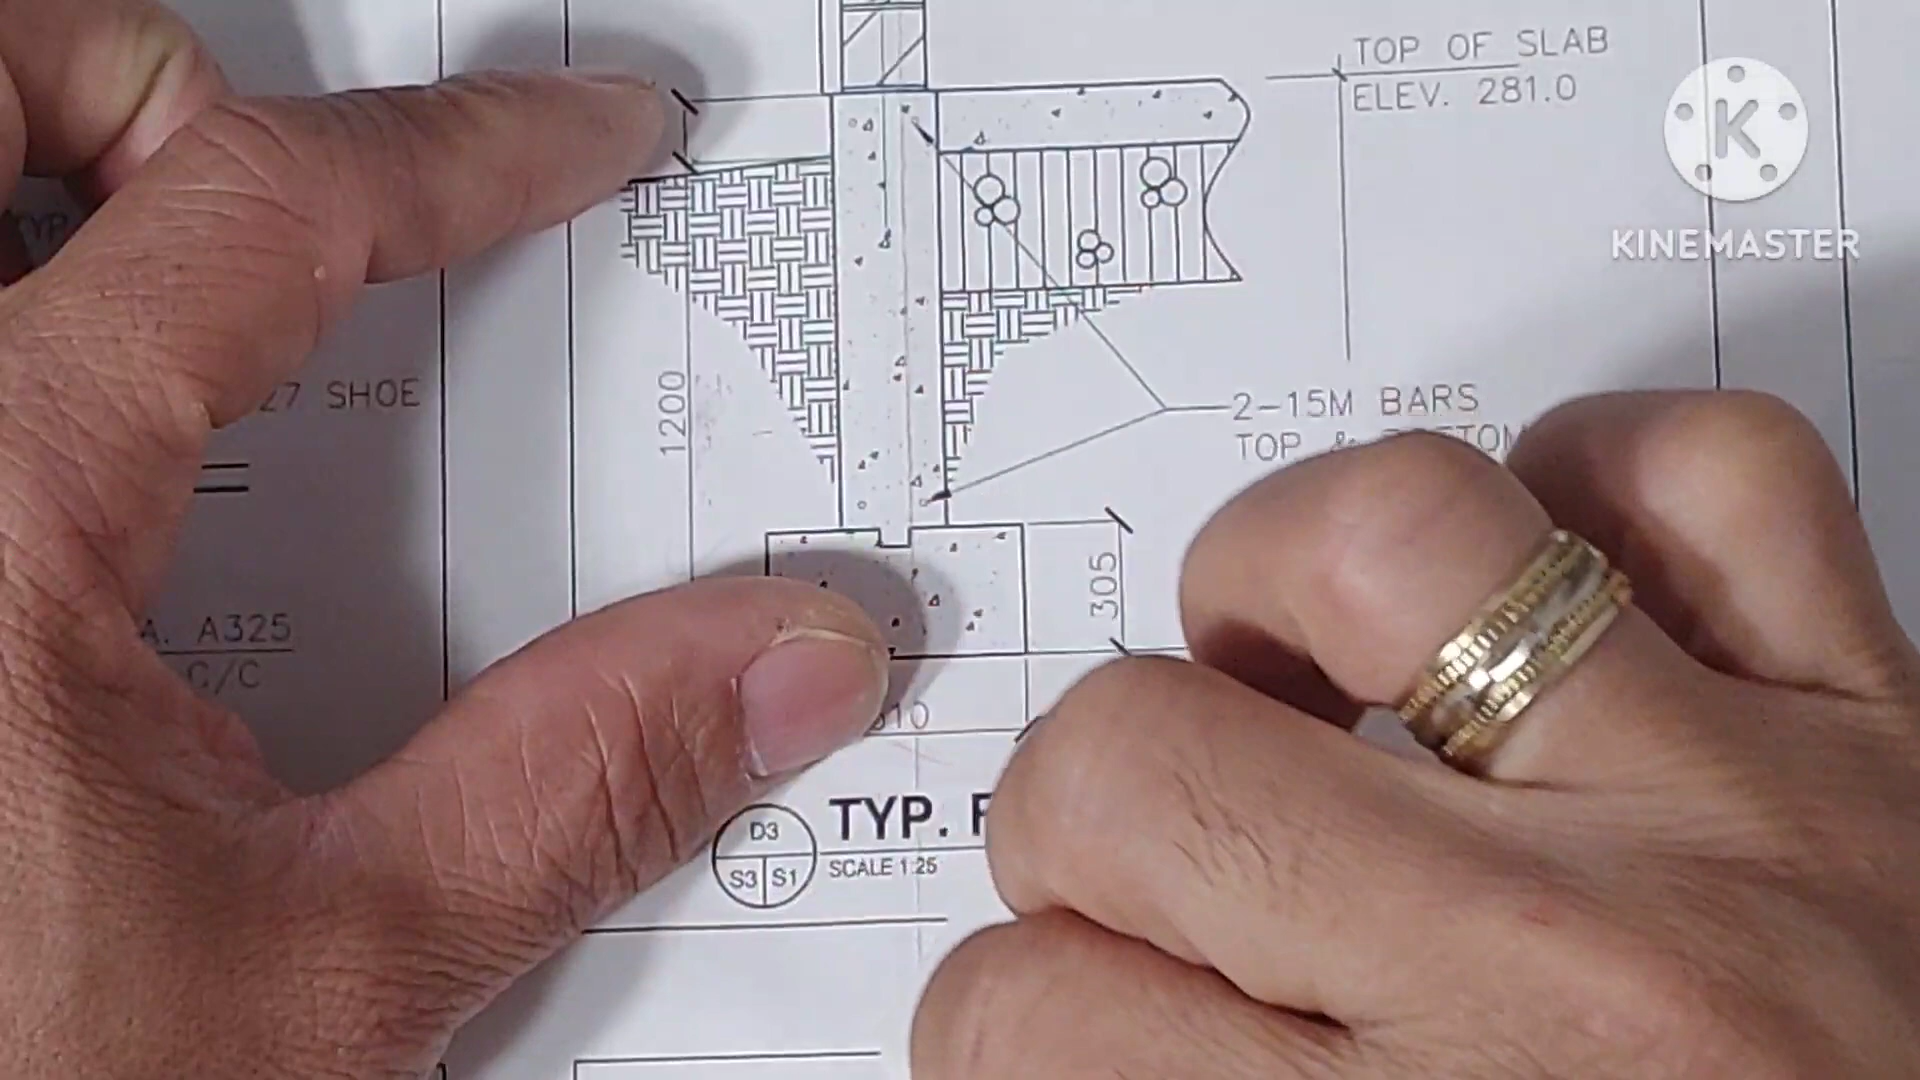 TOP OF SLAB
ELEV. 281.0
K
KINEMASTER
27 SHOE
1200
2-15M BARS
TOP &
305
A. A325
C/C
D3
S3 S1
TYP.
SCALE 1:25